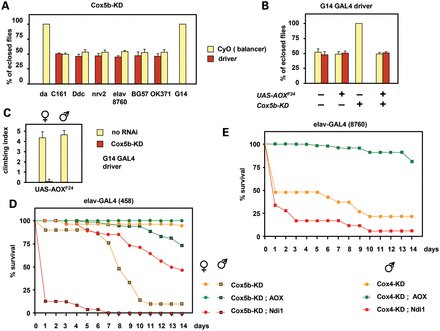 A
Cox5b-KD
% of eclosed flies
100
50
0
da C161 Ddc nrv2 elav BG57 OK371 G14
8760
CyO ( balancer)
driver
B
G14 GAL4 driver
% of eclosed flies
100
50
0
UAS-AOXF24 – + – +
Cox5b-KD – – + +
C
climbing index
5
4
3
2
1
0
♀ ♂
UAS-AOXF24
no RNAi
Cox5b-KD
G14 GAL4
driver
D
elav-GAL4 (458)
% survival
100
75
50
25
0
0 1 2 3 4 5 6 7 8 9 10 11 12 13 14 days
♀ ♂
Cox5b-KD
Cox5b-KD ; AOX
Cox5b-KD ; Ndi1
E
elav-GAL4 (8760)
% survival
100
75
50
25
0
0 1 2 3 4 5 6 7 8 9 10 11 12 13 14 days
♂
Cox4-KD
Cox4-KD ; AOX
Cox4-KD ; Ndi1